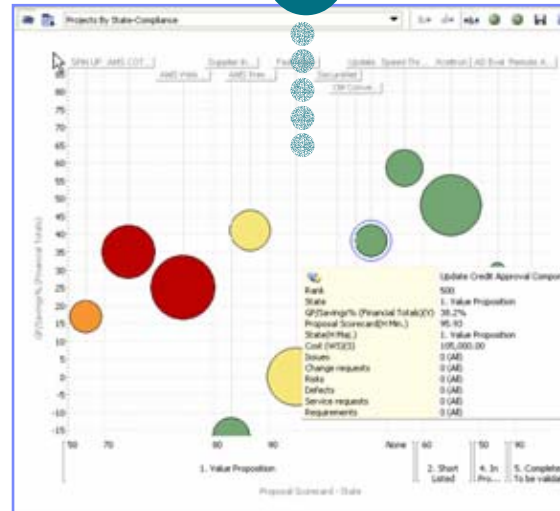 Projects By State-Compliance
SPIN UP
AMS COT...
Supplier In...
Update
Speed Thr...
Remote A...
AMS Web...
AMS Prev...
SecureNet
85
80
75
70
65
60
55
50
45
40
35
30
25
20
15
10
5
0
-5
-10
-15
GP/Savings% (Financial Totals)
Update Credit Approval Compo
Rank 500
State 1. Value Proposition
GP/Savings% (Financial Totals)(Y) 38.2%
Proposal Scorecard(H Min.) 95.93
State(H Maj.) 1. Value Proposition
Cost (WS)(S) 105,000.00
Issues 0 (All)
Change requests 0 (All)
Risks 0 (All)
Defects 0 (All)
Service requests 0 (All)
Requirements 0 (All)
50 70 80 90 None 60 50 90
1. Value Proposition
2. Short Listed
4. In Pro...
5. Complete To be valida
Proposal Scorecard - State